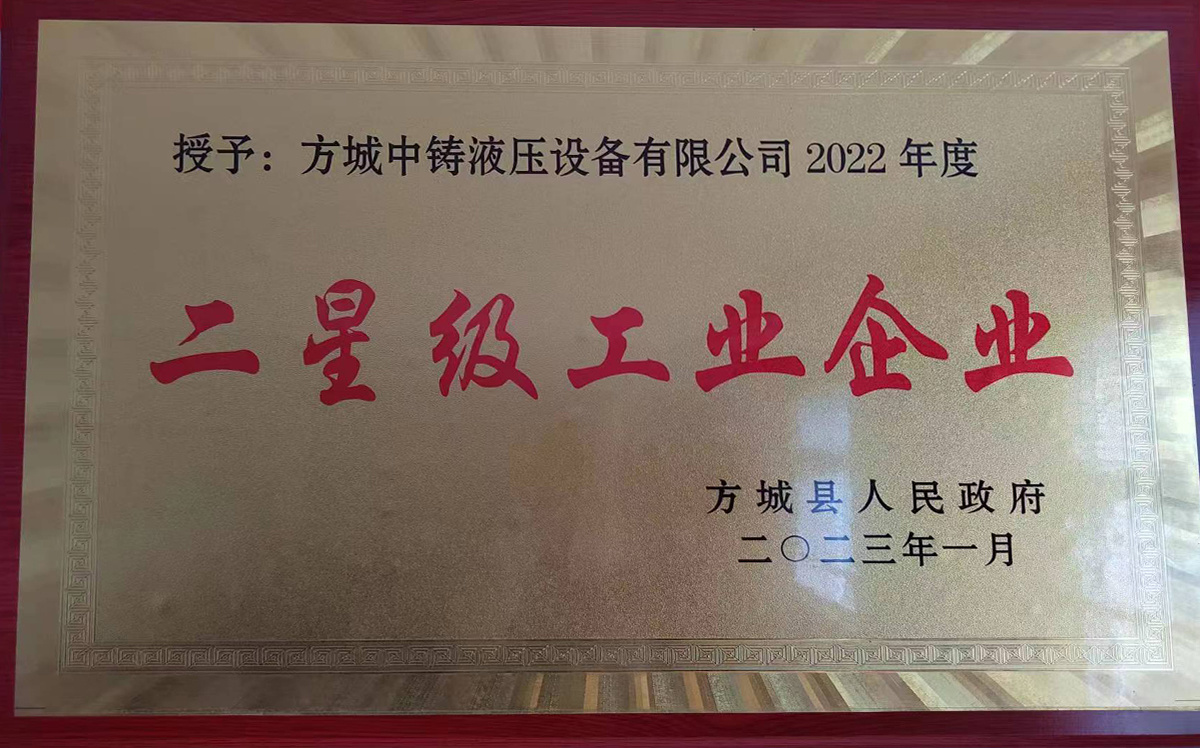 授予：方城中铸液压设备有限公司 2022 年度
二星级工业企业
方城县人民政府
二〇二三年一月